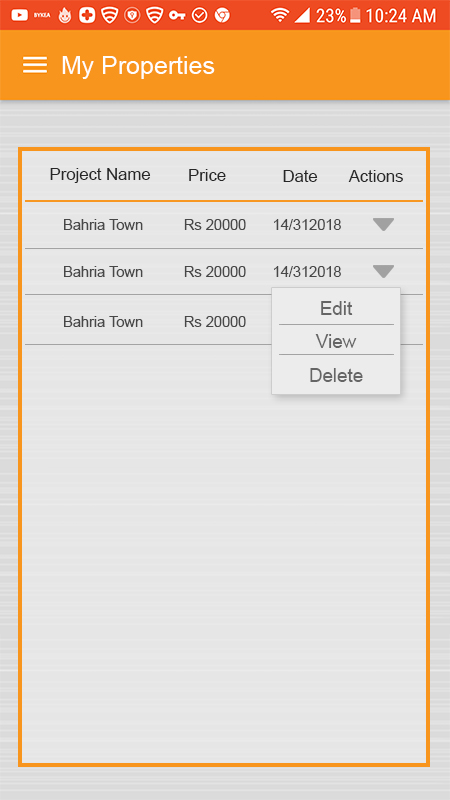 BYKEA 23% 10:24 AM
My Properties
Project Name Price Date Actions
Bahria Town Rs 20000 14/312018
Bahria Town Rs 20000 14/312018
Bahria Town Rs 20000
Edit
View
Delete